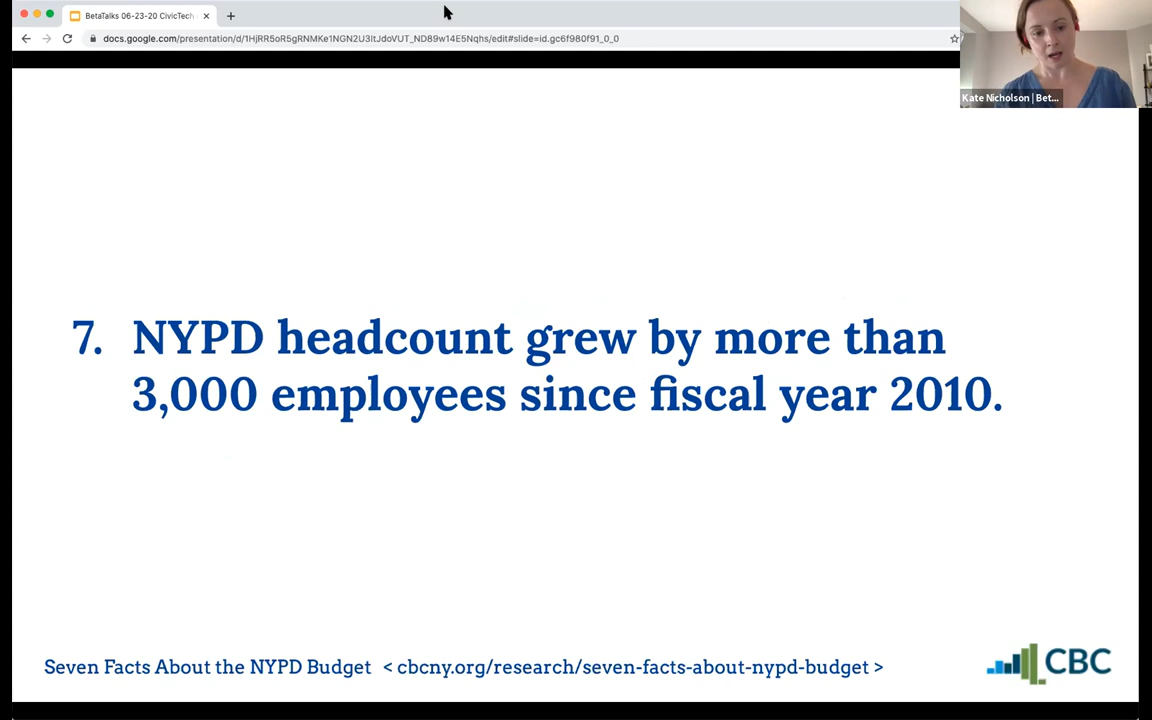 BetaTalks 06-23-20 CivicTech
docs.google.com/presentation/d/1HjRR5oR5gRNMKe1NGN2U3ltJdoVUT_ND89w14E5Nqhs/edit#slide=id.gc6f980f91_0_0
Kate Nicholson | Bet...
7. NYPD headcount grew by more than
3,000 employees since fiscal year 2010.
Seven Facts About the NYPD Budget < cbcny.org/research/seven-facts-about-nypd-budget >
CBC